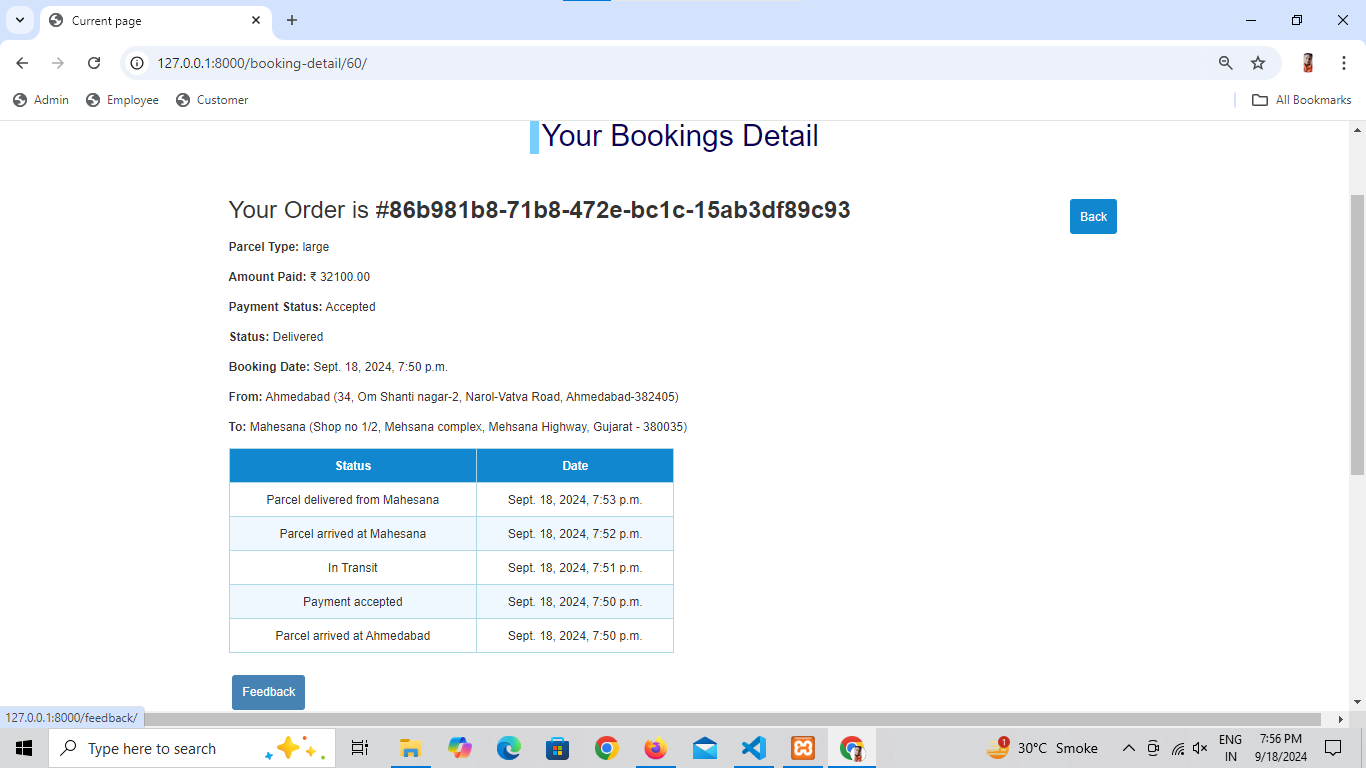 Current page
127.0.0.1:8000/booking-detail/60/
Admin Employee Customer All Bookmarks
Your Bookings Detail
Your Order is #86b981b8-71b8-472e-bc1c-15ab3df89c93
Back
Parcel Type: large
Amount Paid: ₹ 32100.00
Payment Status: Accepted
Status: Delivered
Booking Date: Sept. 18, 2024, 7:50 p.m.
From: Ahmedabad (34, Om Shanti nagar-2, Narol-Vatva Road, Ahmedabad-382405)
To: Mahesana (Shop no 1/2, Mehsana complex, Mehsana Highway, Gujarat - 380035)
Status Date
Parcel delivered from Mahesana Sept. 18, 2024, 7:53 p.m.
Parcel arrived at Mahesana Sept. 18, 2024, 7:52 p.m.
In Transit Sept. 18, 2024, 7:51 p.m.
Payment accepted Sept. 18, 2024, 7:50 p.m.
Parcel arrived at Ahmedabad Sept. 18, 2024, 7:50 p.m.
Feedback
127.0.0.1:8000/feedback/
Type here to search
1
30°C Smoke
ENG
IN
7:56 PM
9/18/2024